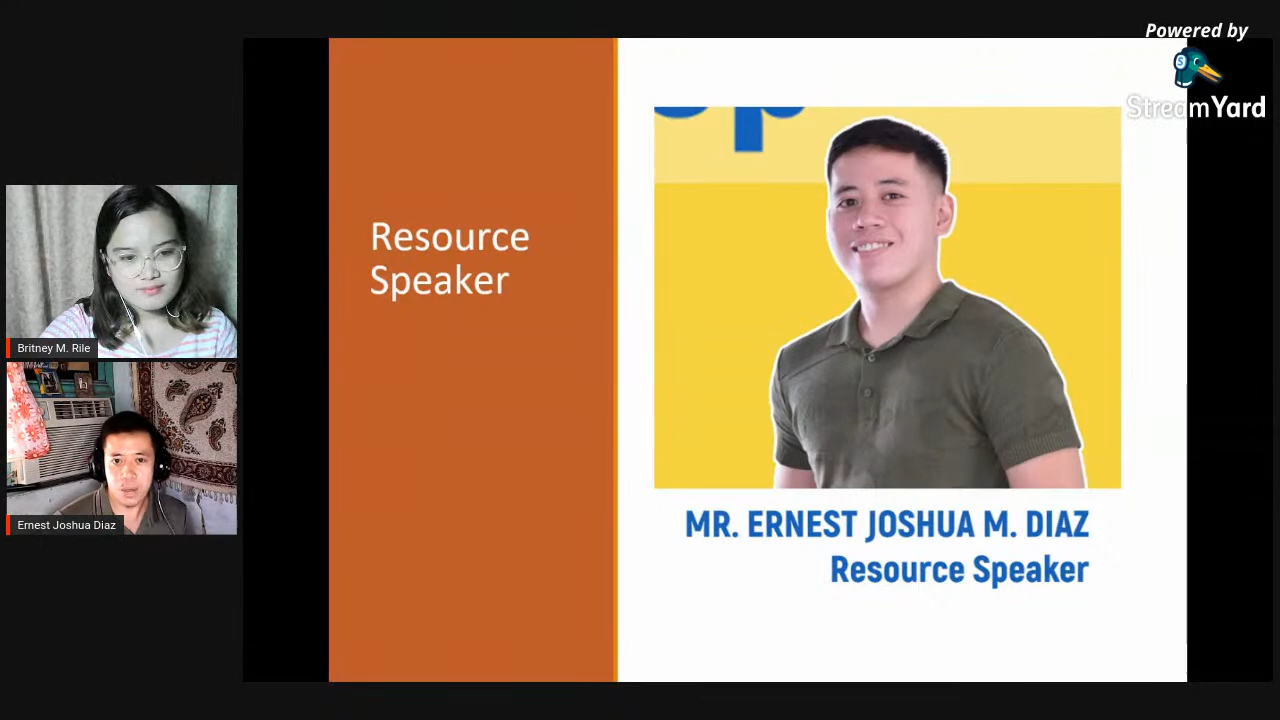 Powered by
StreamYard
Resource
Speaker
Britney M. Rile
Ernest Joshua Diaz
MR. ERNEST JOSHUA M. DIAZ
Resource Speaker